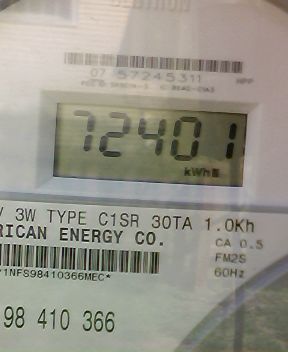 07 57245311
72401
kWh
V 3W TYPE C1SR 30TA 1.0Kh
RICAN ENERGY CO.
CA 0.5
FM2S
60Hz
Y1NFS98410366MEC*
98 410 366